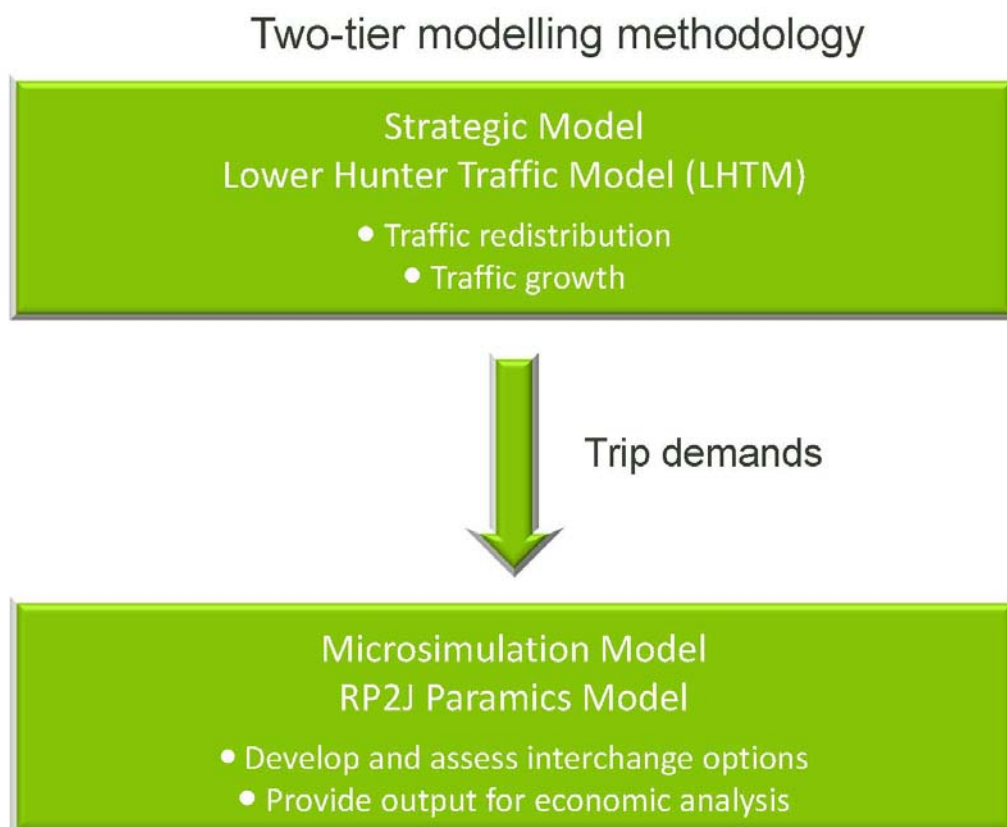 Two-tier modelling methodology
Strategic Model
Lower Hunter Traffic Model (LHTM)
• Traffic redistribution
• Traffic growth
Trip demands
Microsimulation Model
RP2J Paramics Model
• Develop and assess interchange options
• Provide output for economic analysis